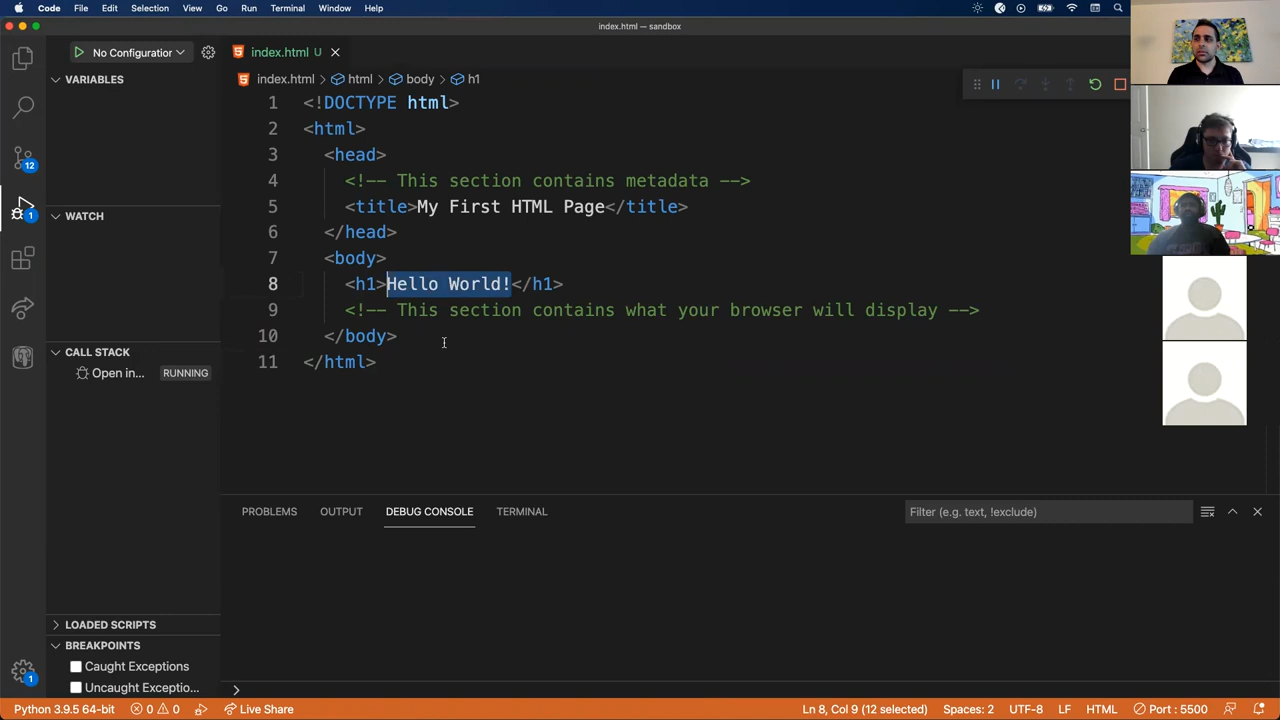 Code File Edit Selection View Go Run Terminal Window Help
index.html — sandbox
No Configuration
index.html U
index.html > html > body > h1
VARIABLES
1 <!DOCTYPE html>
2 <html>
3 <head>
4 <!-- This section contains metadata -->
5 <title>My First HTML Page</title>
6 </head>
7 <body>
8 <h1>Hello World!</h1>
9 <!-- This section contains what your browser will display -->
10 </body>
11 </html>
12
1
WATCH
CALL STACK
Open in... RUNNING
PROBLEMS OUTPUT DEBUG CONSOLE TERMINAL
Filter (e.g. text, !exclude)
LOADED SCRIPTS
BREAKPOINTS
Caught Exceptions
Uncaught Exceptio...
1
Python 3.9.5 64-bit 0 0 Live Share Ln 8, Col 9 (12 selected) Spaces: 2 UTF-8 LF HTML Port : 5500